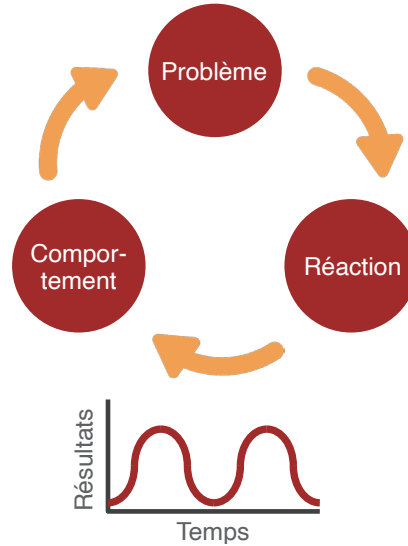 Problème
Réaction
Compor-
tement
Résultats
Temps